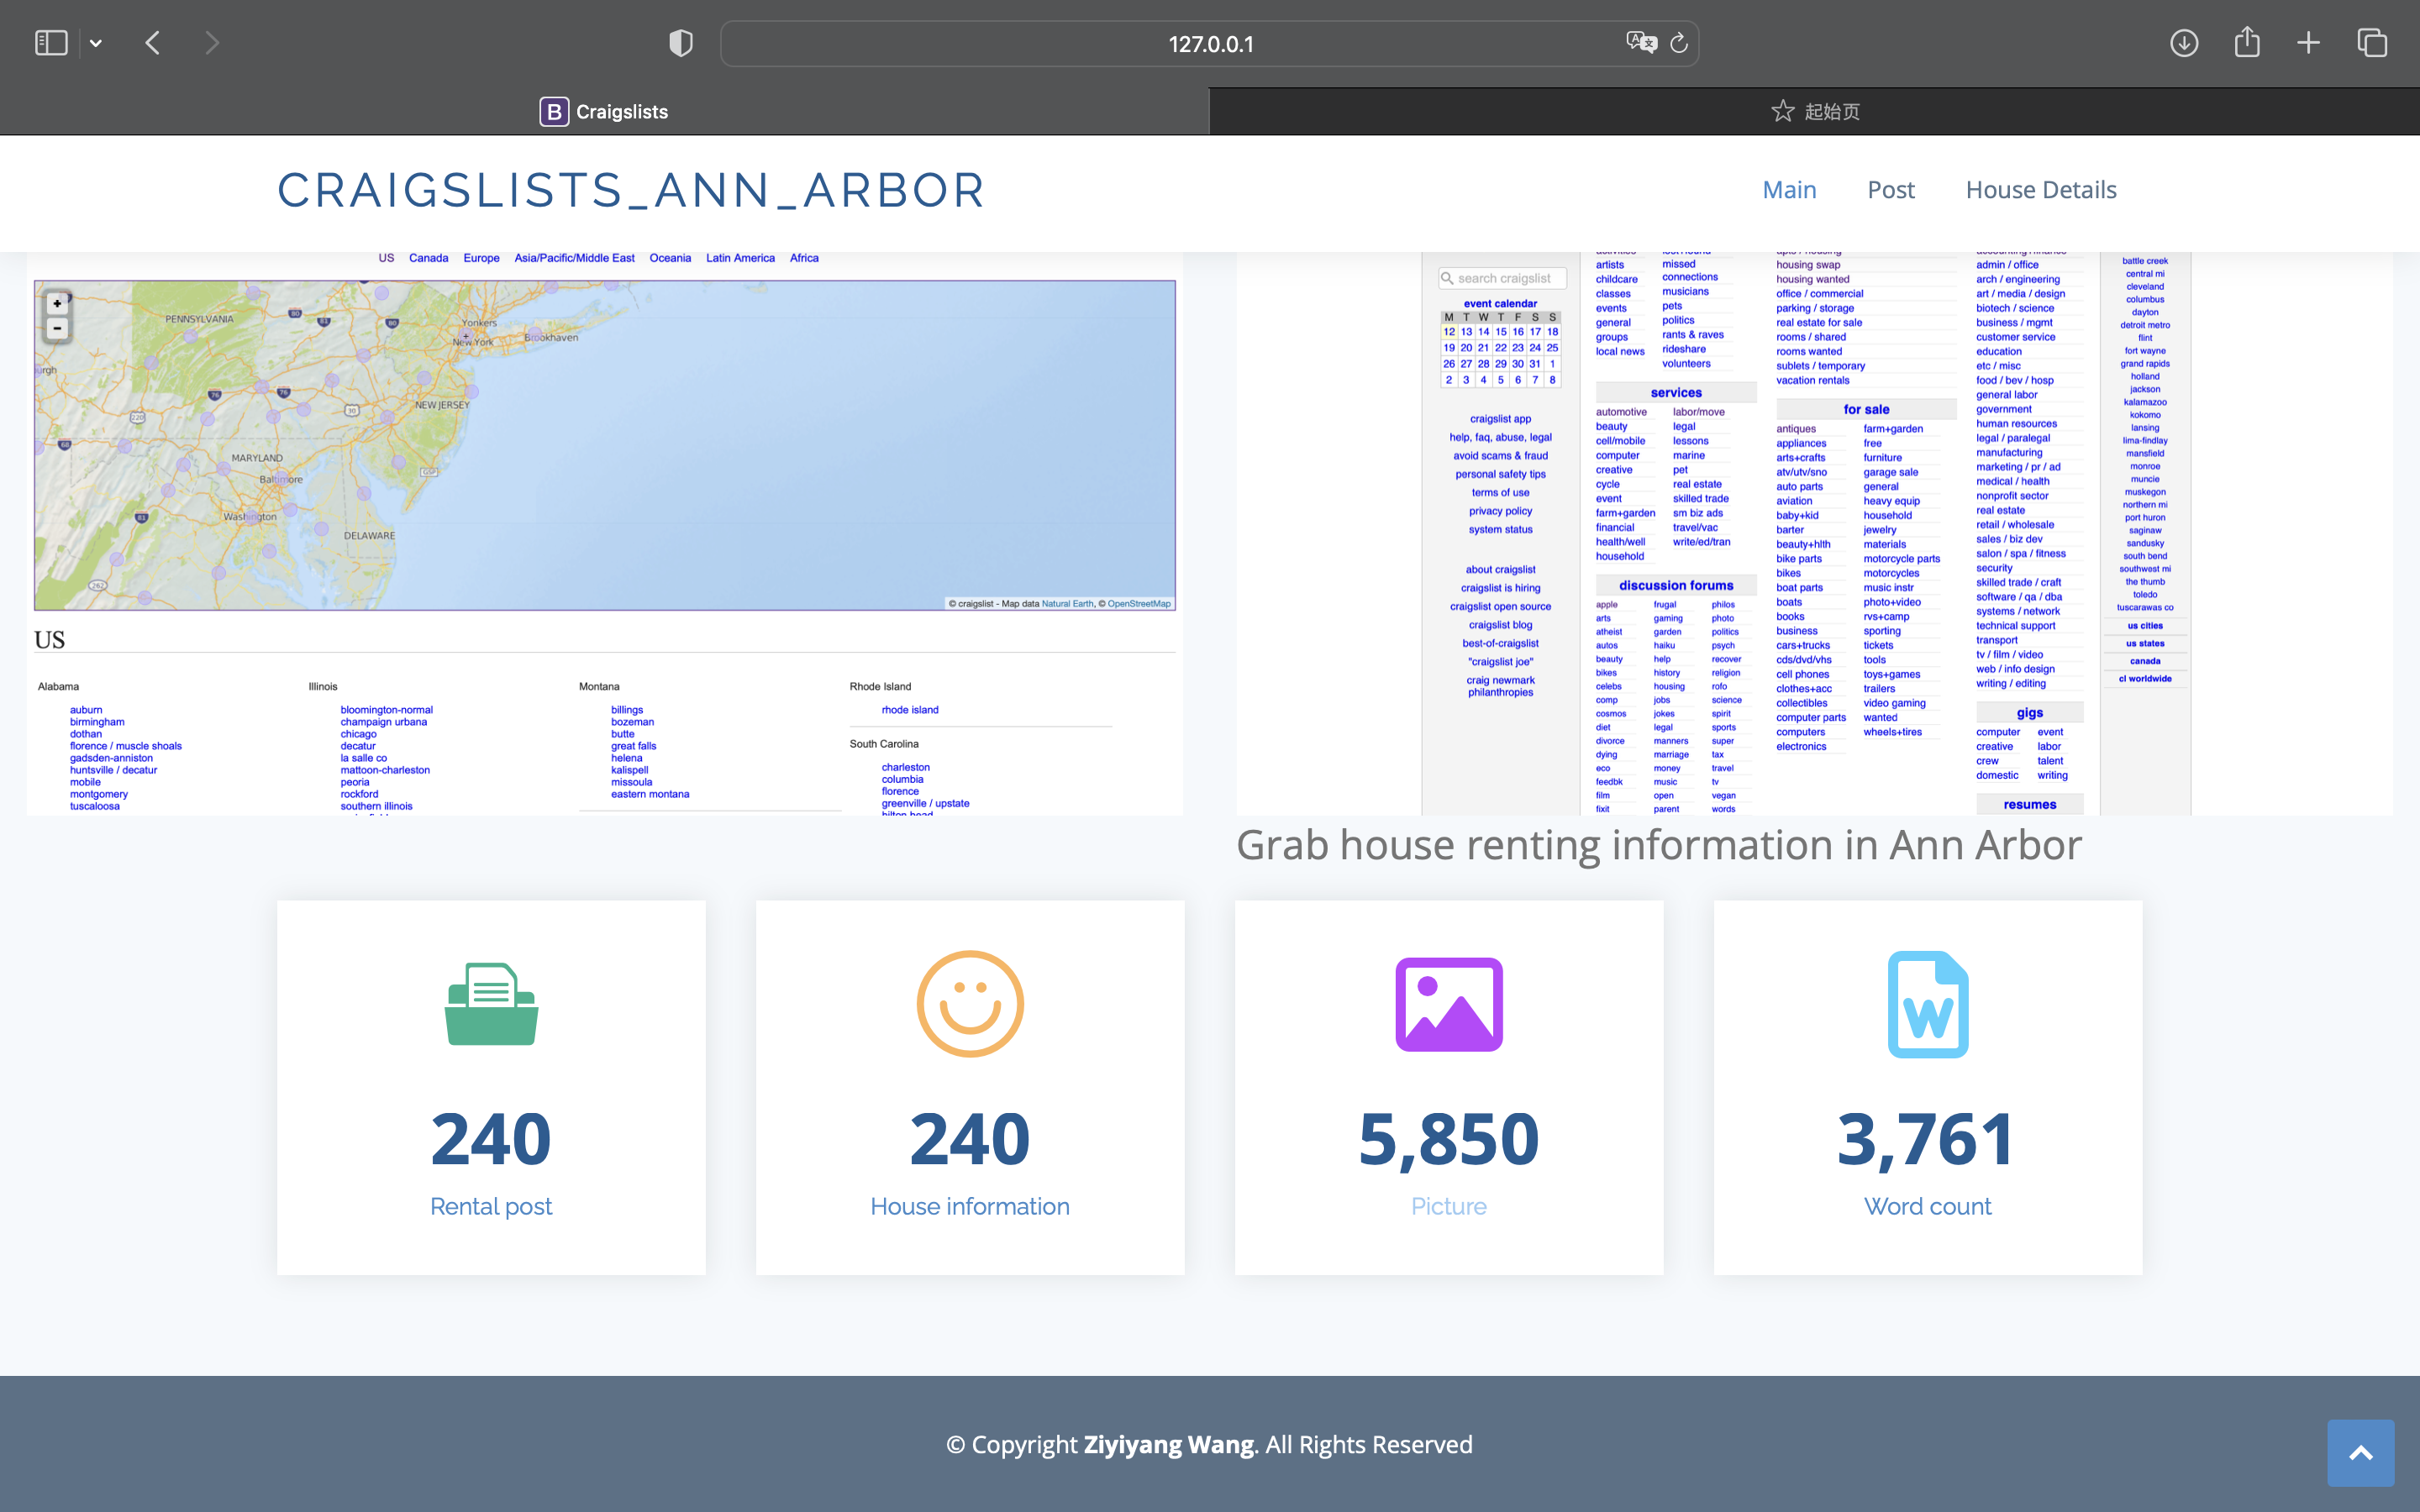 127.0.0.1
Craigslists
起始页
CRAIGSLISTS_ANN_ARBOR
Main Post House Details
US Canada Europe Asia/Pacific/Middle East Oceania Latin America Africa
+
−
PENNSYLVANIA
Yonkers
New York
Brookhaven
NEW JERSEY
MARYLAND
Baltimore
Washington
DELAWARE
80
81
80
76
76
30
220
68
81
GSP
262
© craigslist - Map data Natural Earth, © OpenStreetMap
US
Alabama
auburn
birmingham
dothan
florence / muscle shoals
gadsden-anniston
huntsville / decatur
mobile
montgomery
tuscaloosa
Illinois
bloomington-normal
champaign urbana
chicago
decatur
la salle co
mattoon-charleston
peoria
rockford
southern illinois
Montana
billings
bozeman
butte
great falls
helena
kalispell
missoula
eastern montana
Rhode Island
rhode island
South Carolina
charleston
columbia
florence
greenville / upstate
hilton head
search craigslist
event calendar
M T W T F S S
12 13 14 15 16 17 18
19 20 21 22 23 24 25
26 27 28 29 30 31 1
2 3 4 5 6 7 8
craigslist app
help, faq, abuse, legal
avoid scams & fraud
personal safety tips
terms of use
privacy policy
system status
about craigslist
craigslist is hiring
craigslist open source
craigslist blog
best-of-craigslist
"craigslist joe"
craig newmark
philanthropies
activities
artists
childcare
classes
events
general
groups
local news
lost+found
missed
connections
musicians
pets
politics
rants & raves
rideshare
volunteers
services
automotive
beauty
cell/mobile
computer
creative
cycle
event
farm+garden
financial
health/well
household
labor/move
legal
lessons
marine
pet
real estate
skilled trade
sm biz ads
travel/vac
write/ed/tran
discussion forums
apple
arts
atheist
autos
beauty
bikes
celebs
comp
cosmos
diet
divorce
dying
eco
feedbk
film
fixit
frugal
gaming
garden
haiku
help
history
housing
jobs
jokes
legal
manners
marriage
money
music
open
parent
philos
photo
politics
psych
recover
religion
rofo
science
spirit
sports
super
tax
travel
tv
vegan
words
apts / housing
housing swap
housing wanted
office / commercial
parking / storage
real estate for sale
rooms / shared
rooms wanted
sublets / temporary
vacation rentals
for sale
antiques
appliances
arts+crafts
atv/utv/sno
auto parts
aviation
baby+kid
barter
beauty+hlth
bike parts
bikes
boat parts
boats
books
business
cars+trucks
cds/dvd/vhs
cell phones
clothes+acc
collectibles
computer parts
computers
electronics
farm+garden
free
furniture
garage sale
general
heavy equip
household
jewelry
materials
motorcycle parts
motorcycles
music instr
photo+video
rvs+camp
sporting
tickets
tools
toys+games
trailers
video gaming
wanted
wheels+tires
accounting+finance
admin / office
arch / engineering
art / media / design
biotech / science
business / mgmt
customer service
education
etc / misc
food / bev / hosp
general labor
government
human resources
legal / paralegal
manufacturing
marketing / pr / ad
medical / health
nonprofit sector
real estate
retail / wholesale
sales / biz dev
salon / spa / fitness
security
skilled trade / craft
software / qa / dba
systems / network
technical support
transport
tv / film / video
web / info design
writing / editing
gigs
computer
creative
crew
domestic
event
labor
talent
writing
resumes
battle creek
central mi
cleveland
columbus
dayton
detroit metro
flint
fort wayne
grand rapids
holland
jackson
kalamazoo
kokomo
lansing
lima-findlay
mansfield
monroe
muncie
muskegon
northern mi
port huron
saginaw
sandusky
south bend
southwest mi
the thumb
toledo
tuscarawas co
us cities
us states
canada
cl worldwide
Grab house renting information in Ann Arbor
240
Rental post
240
House information
5,850
Picture
W
3,761
Word count
© Copyright Ziyiyang Wang. All Rights Reserved